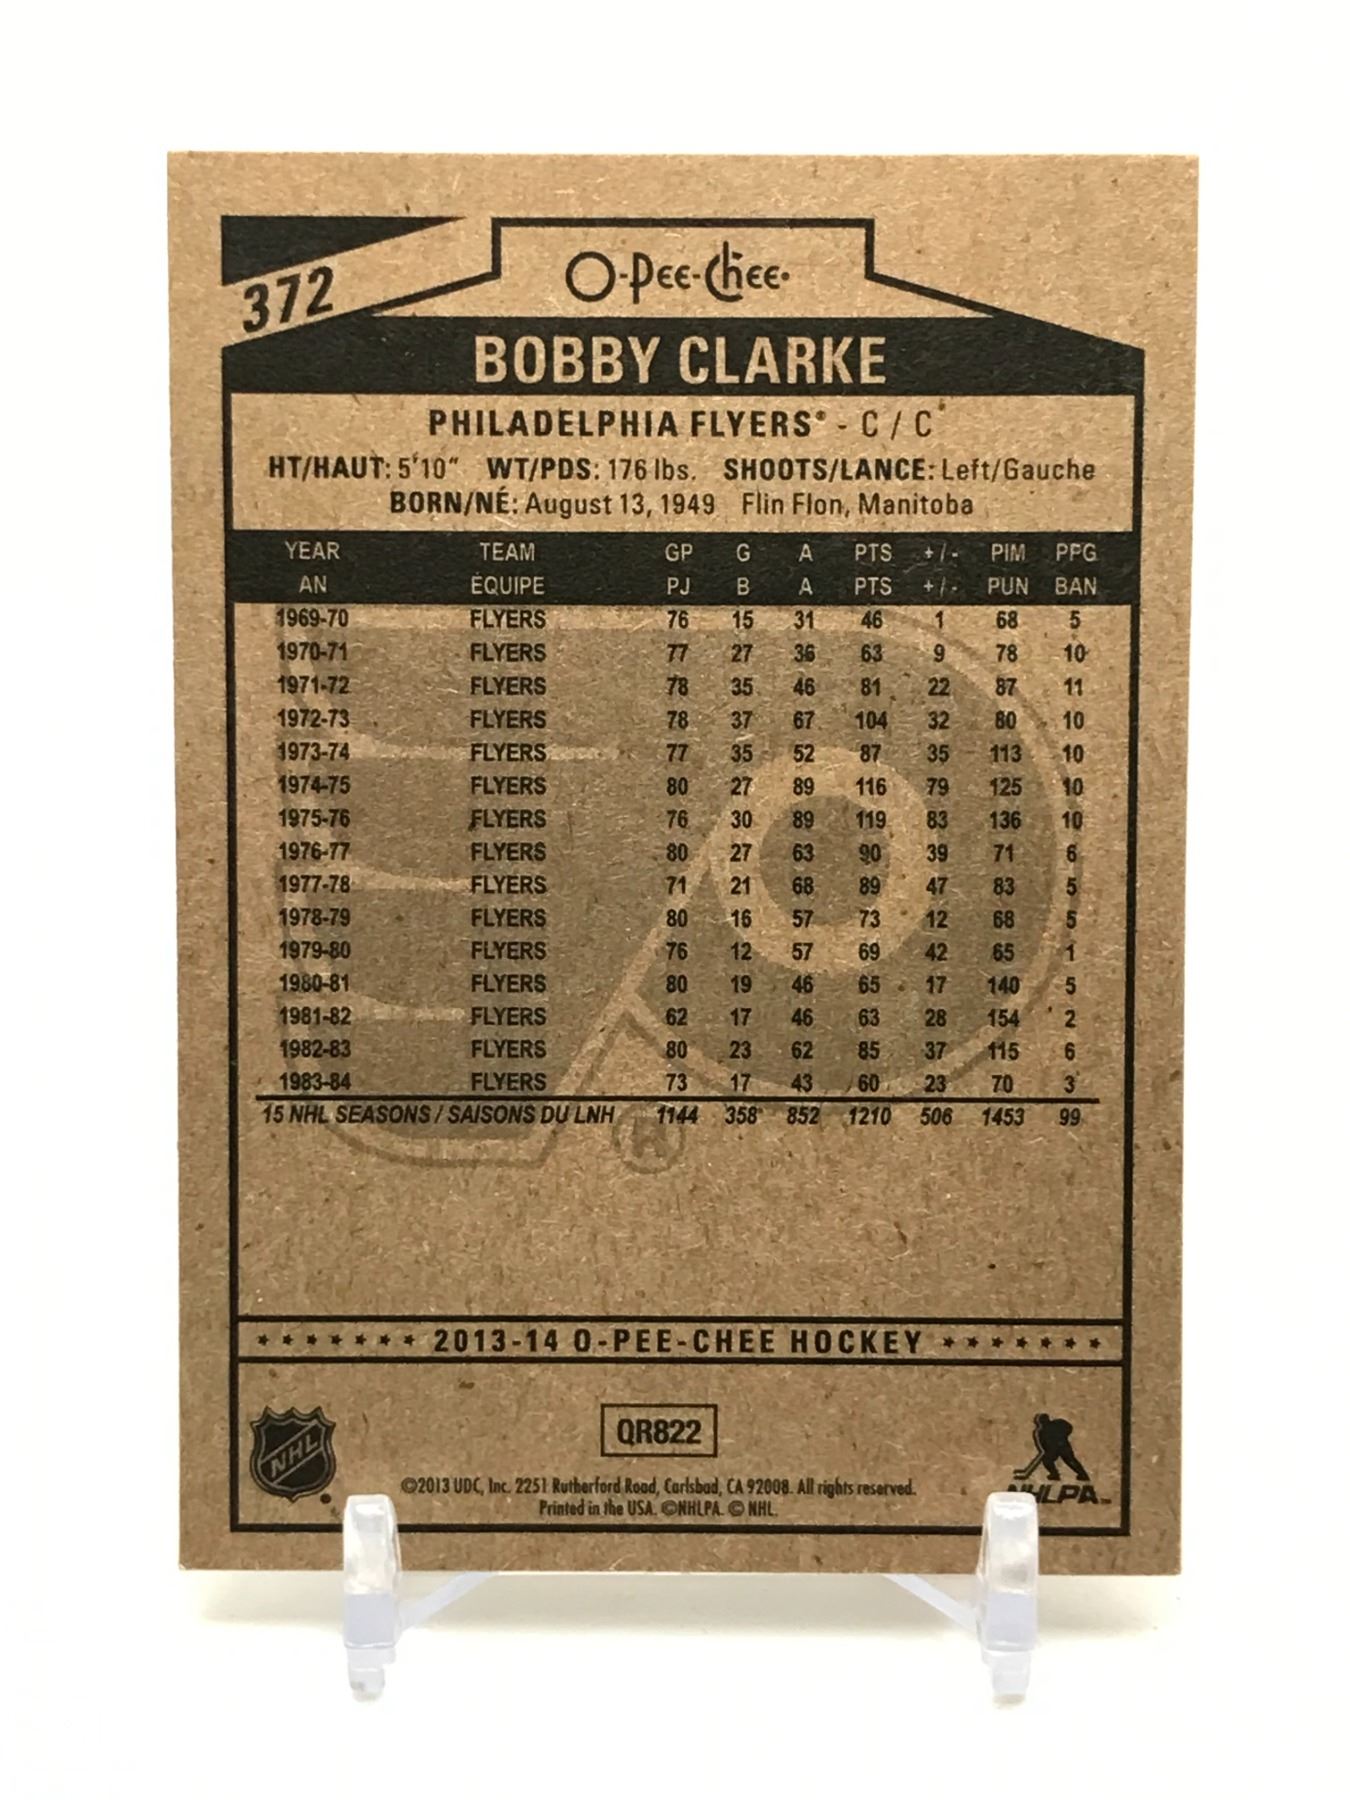 372
O-Pee-Chee
BOBBY CLARKE
PHILADELPHIA FLYERS® - C / C
HT/HAUT: 5'10" WT/PDS: 176 lbs. SHOOTS/LANCE: Left/Gauche
BORN/NÉ: August 13, 1949 Flin Flon, Manitoba
YEAR TEAM GP G A PTS +/- PIM PPG
AN ÉQUIPE PJ B A PTS +/- PUN BAN
1969-70 FLYERS 76 15 31 46 1 68 5
1970-71 FLYERS 77 27 36 63 9 78 10
1971-72 FLYERS 78 35 46 81 22 87 11
1972-73 FLYERS 78 37 67 104 32 80 10
1973-74 FLYERS 77 35 52 87 35 113 10
1974-75 FLYERS 80 27 89 116 79 125 10
1975-76 FLYERS 76 30 89 119 83 136 10
1976-77 FLYERS 80 27 63 90 39 71 6
1977-78 FLYERS 71 21 68 89 47 83 5
1978-79 FLYERS 80 16 57 73 12 68 5
1979-80 FLYERS 76 12 57 69 42 65 1
1980-81 FLYERS 80 19 46 65 17 140 5
1981-82 FLYERS 62 17 46 63 28 154 2
1982-83 FLYERS 80 23 62 85 37 115 6
1983-84 FLYERS 73 17 43 60 23 70 3
15 NHL SEASONS / SAISONS DU LNH 1144 358 852 1210 506 1453 99
®
2013-14 O-PEE-CHEE HOCKEY
NHL
QR822
NHLPA™
©2013 UDC, Inc. 2251 Rutherford Road, Carlsbad, CA 92008. All rights reserved.
Printed in the USA. ©NHLPA. © NHL.